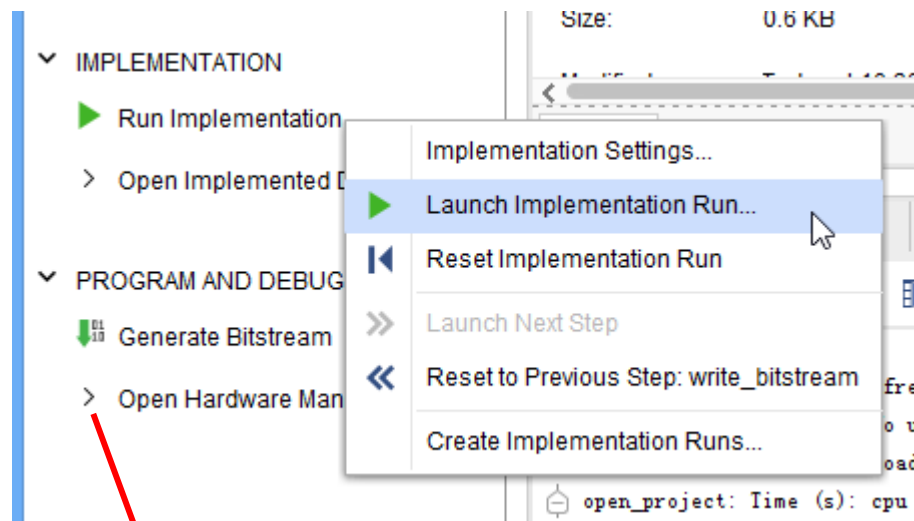 Size: 0.6 KB
IMPLEMENTATION
Run Implementation
Open Implemented
Implementation Settings...
Launch Implementation Run...
Reset Implementation Run
Launch Next Step
Reset to Previous Step: write_bitstream
Create Implementation Runs...
PROGRAM AND DEBUG
Generate Bitstream
Open Hardware Man
open_project: Time (s): cpu